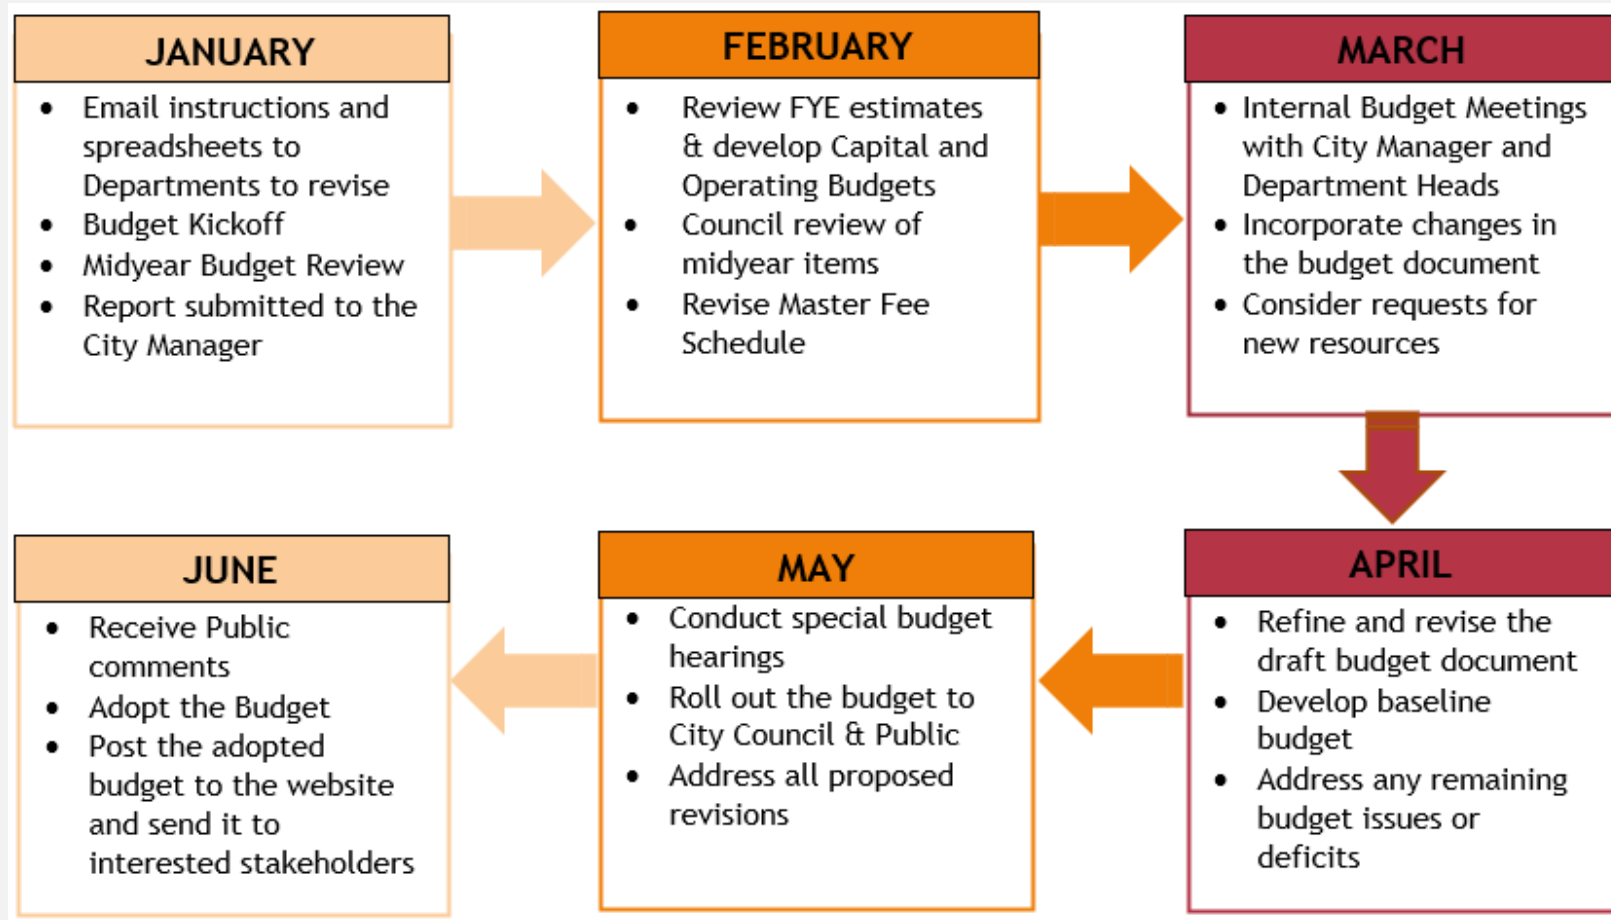 JANUARY
• Email instructions and
spreadsheets to
Departments to revise
• Budget Kickoff
• Midyear Budget Review
• Report submitted to the
City Manager
FEBRUARY
• Review FYE estimates
& develop Capital and
Operating Budgets
• Council review of
midyear items
• Revise Master Fee
Schedule
MARCH
• Internal Budget Meetings
with City Manager and
Department Heads
• Incorporate changes in
the budget document
• Consider requests for
new resources
APRIL
• Refine and revise the
draft budget document
• Develop baseline
budget
• Address any remaining
budget issues or
deficits
MAY
• Conduct special budget
hearings
• Roll out the budget to
City Council & Public
• Address all proposed
revisions
JUNE
• Receive Public
comments
• Adopt the Budget
• Post the adopted
budget to the website
and send it to
interested stakeholders